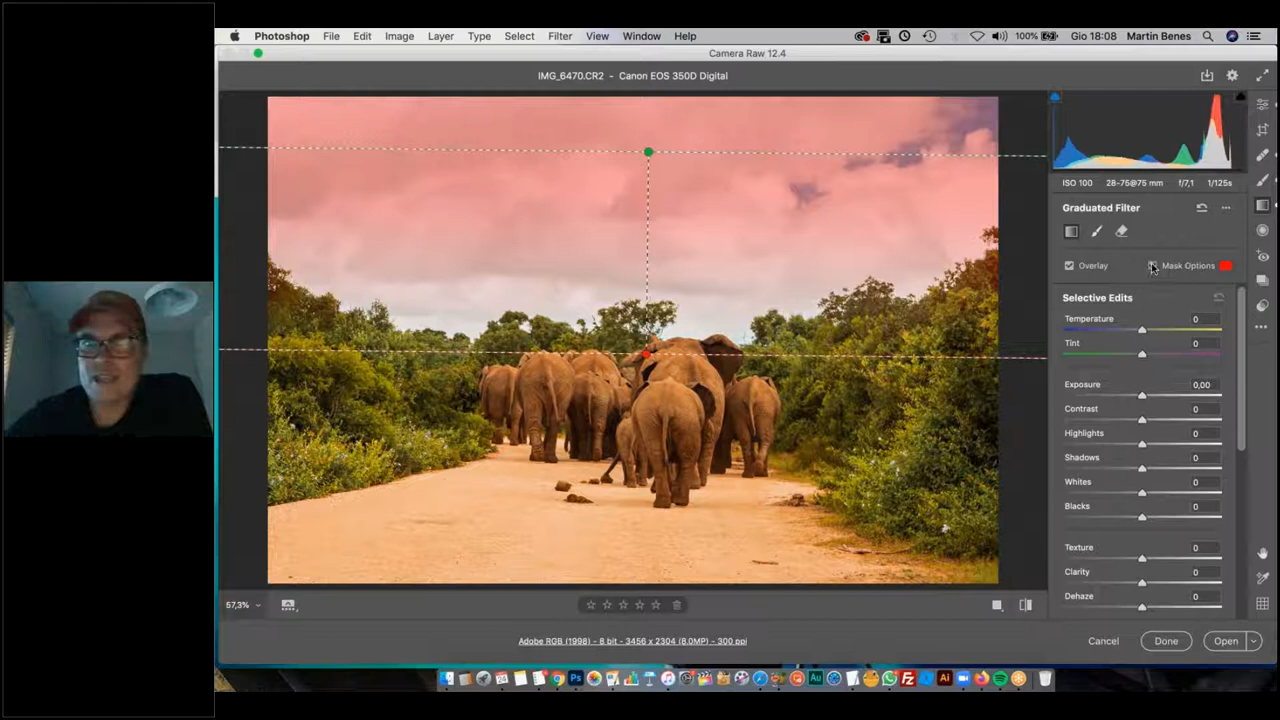 Photoshop File Edit Image Layer Type Select Filter View Window Help 100% Gio 18:08 Martin Benes
Camera Raw 12.4
IMG_6470.CR2 - Canon EOS 350D Digital
ISO 100 28-75@75 mm f/7,1 1/125s
Graduated Filter
Overlay Mask Options
Selective Edits
Temperature 0
Tint 0
Exposure 0,00
Contrast 0
Highlights 0
Shadows 0
Whites 0
Blacks 0
Texture 0
Clarity 0
Dehaze 0
57,3%
Adobe RGB (1998) - 8 bit - 3456 x 2304 (8.0MP) - 300 ppi
Cancel Done Open
Ps Au Ai Fz